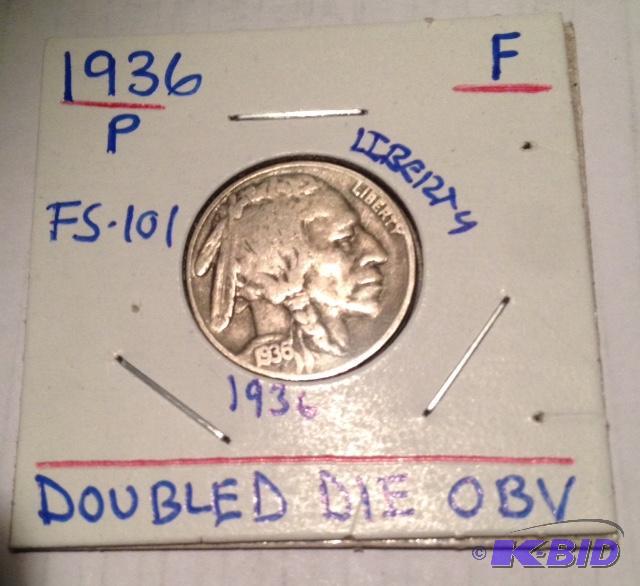 1936 F
P
LIBERTY
FS-101
LIBERTY
1936
1936
DOUBLED DIE OBV
© K-BID